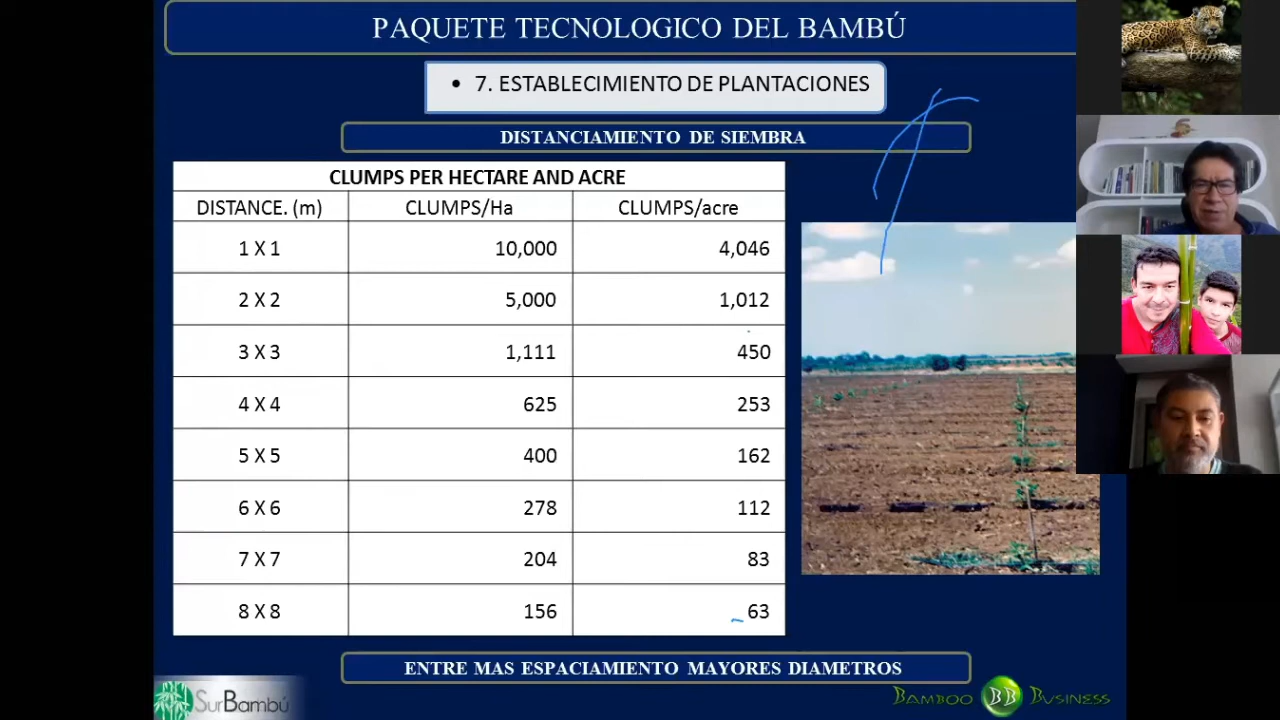 PAQUETE TECNOLOGICO DEL BAMBÚ
• 7. ESTABLECIMIENTO DE PLANTACIONES
DISTANCIAMIENTO DE SIEMBRA
CLUMPS PER HECTARE AND ACRE
DISTANCE. (m) CLUMPS/Ha CLUMPS/acre
1 X 1 10,000 4,046
2 X 2 5,000 1,012
3 X 3 1,111 450
4 X 4 625 253
5 X 5 400 162
6 X 6 278 112
7 X 7 204 83
8 X 8 156 63
ENTRE MAS ESPACIAMIENTO MAYORES DIAMETROS
SurBambú
BAMBOO BB BUSINESS